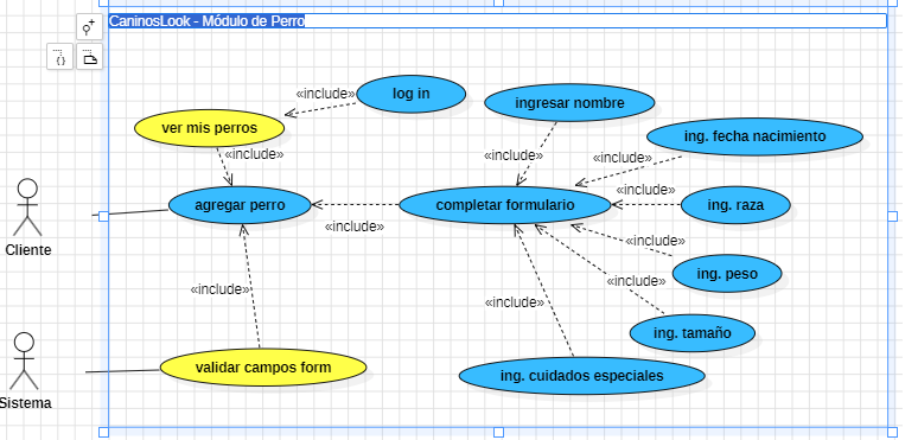 CaninosLook - Módulo de Perro
{}
«include»
log in
ingresar nombre
ver mis perros
ing. fecha nacimiento
«include»
«include»
«include»
agregar perro
completar formulario
«include»
ing. raza
Cliente
«include»
«include»
ing. peso
«include»
«include»
«include»
ing. tamaño
Sistema
validar campos form
ing. cuidados especiales